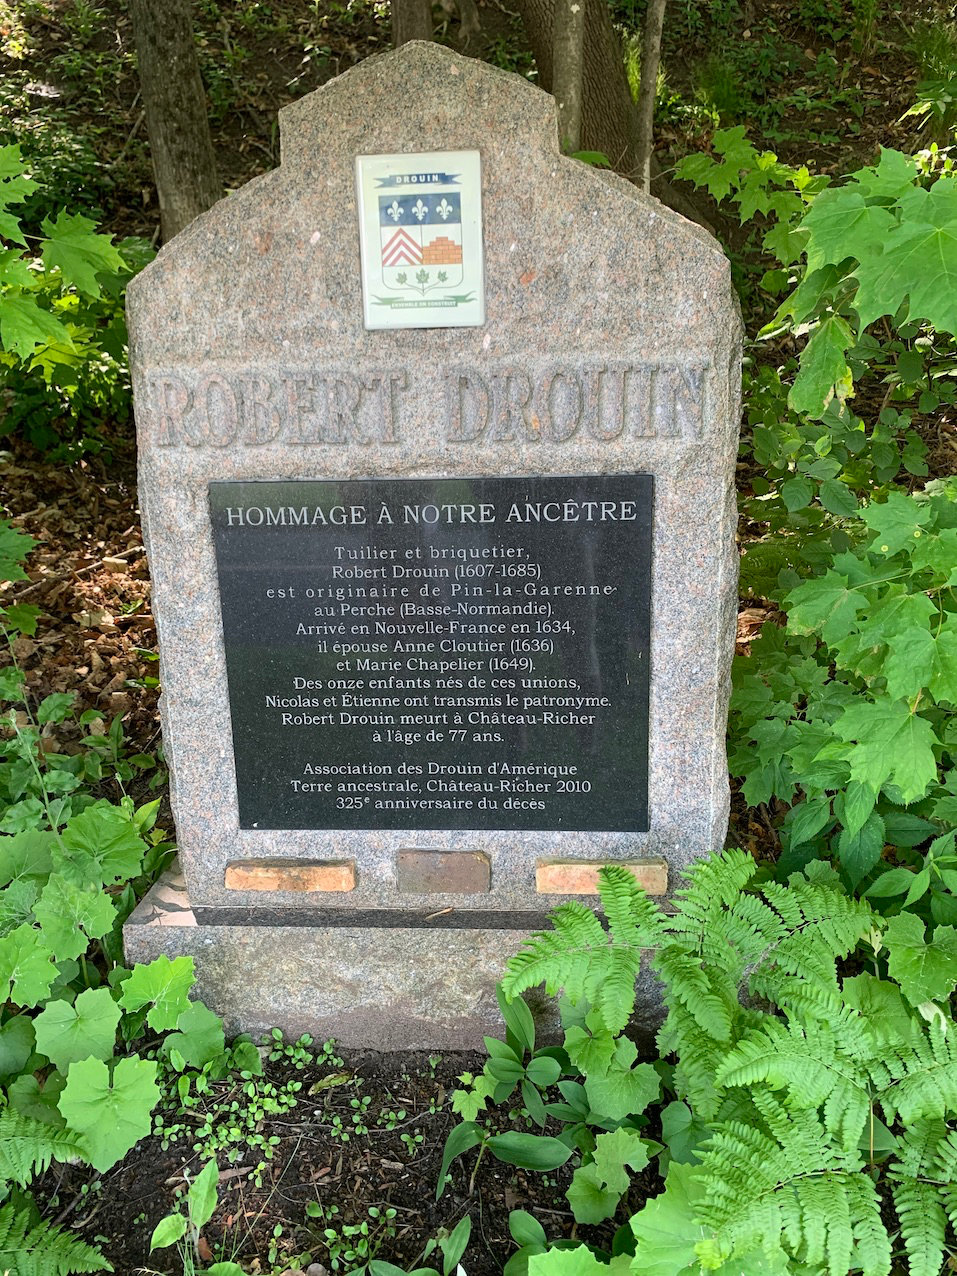 DROUIN
ENSEMBLE ON CONSTRUIT
ROBERT DROUIN
HOMMAGE À NOTRE ANCÊTRE
Tuilier et briquetier,
Robert Drouin (1607-1685)
est originaire de Pin-la-Garenne
au Perche (Basse-Normandie).
Arrivé en Nouvelle-France en 1634,
il épouse Anne Cloutier (1636)
et Marie Chapelier (1649).
Des onze enfants nés de ces unions,
Nicolas et Étienne ont transmis le patronyme.
Robert Drouin meurt à Château-Richer
à l'âge de 77 ans.
Association des Drouin d'Amérique
Terre ancestrale, Château-Richer 2010
325e anniversaire du décès